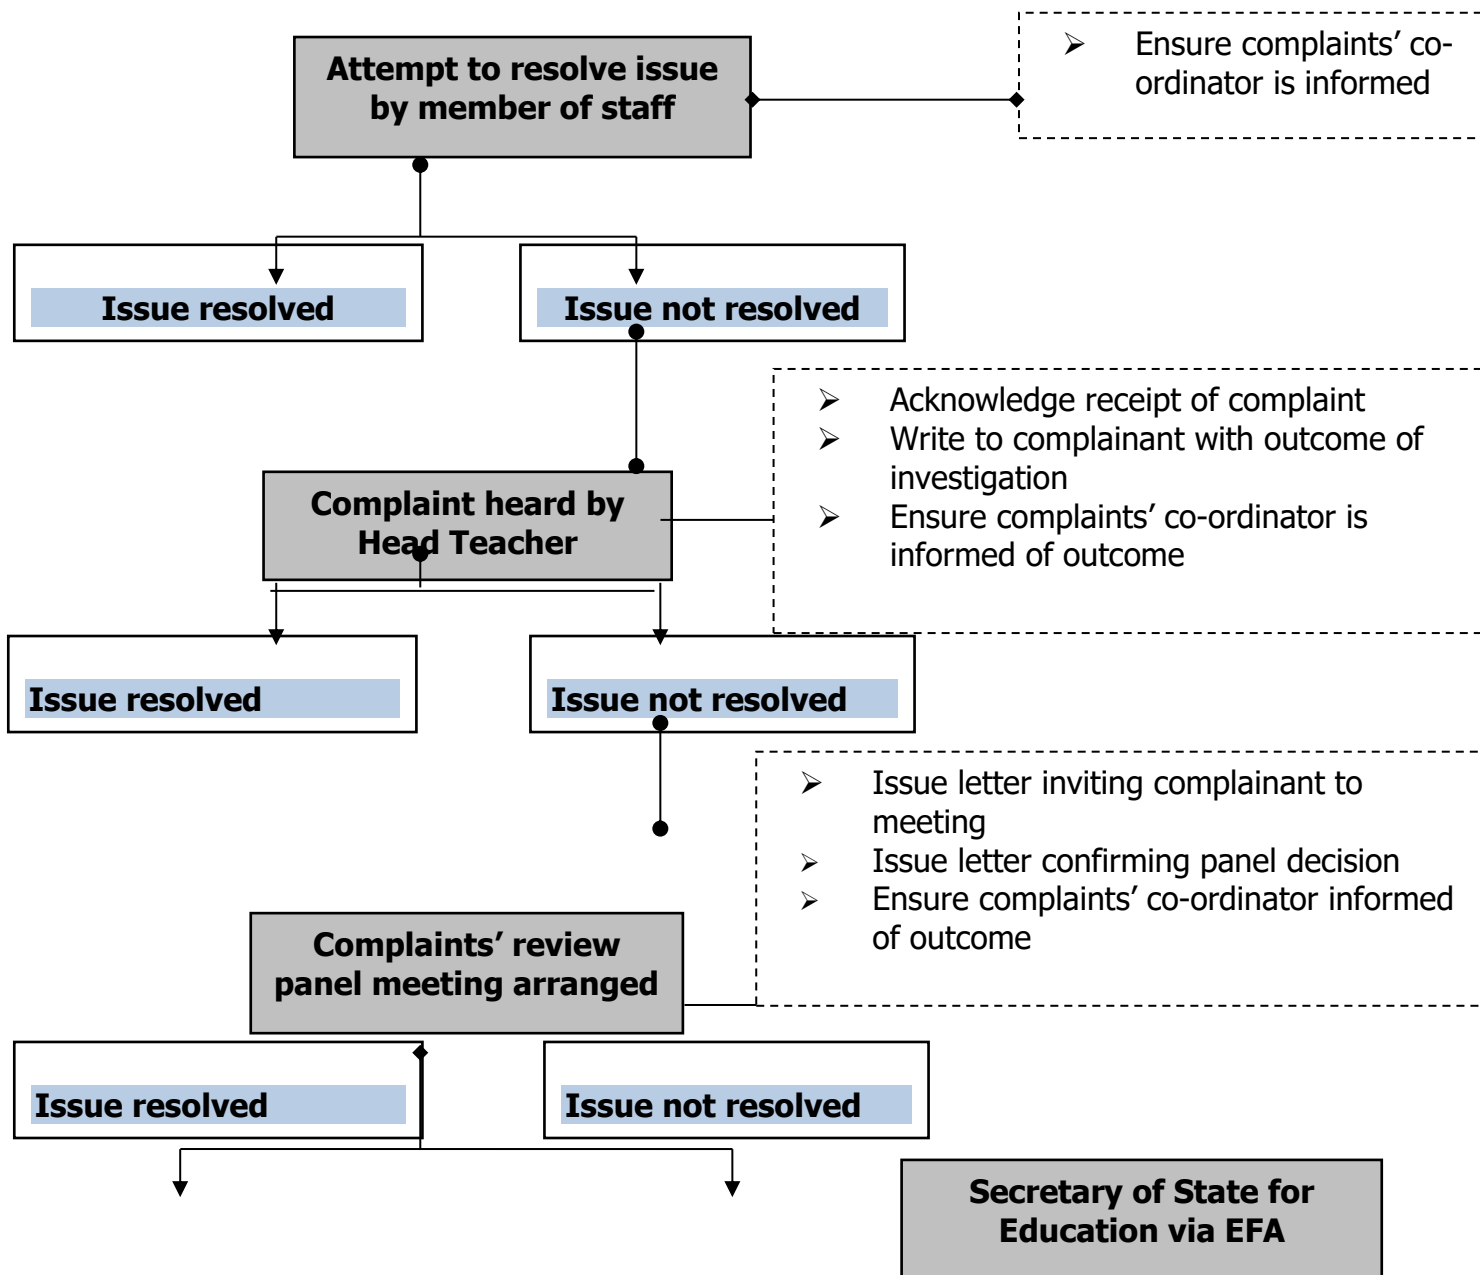 Attempt to resolve issue
by member of staff
➢ Ensure complaints’ co-
ordinator is informed
Issue resolved
Issue not resolved
➢ Acknowledge receipt of complaint
➢ Write to complainant with outcome of
investigation
➢ Ensure complaints’ co-ordinator is
informed of outcome
Complaint heard by
Head Teacher
Issue resolved
Issue not resolved
➢ Issue letter inviting complainant to
meeting
➢ Issue letter confirming panel decision
➢ Ensure complaints’ co-ordinator informed
of outcome
Complaints’ review
panel meeting arranged
Issue resolved
Issue not resolved
Secretary of State for
Education via EFA